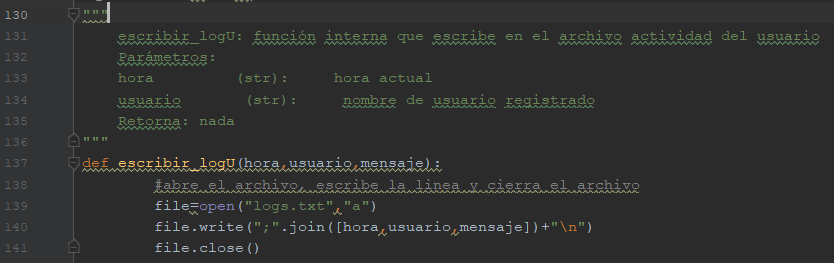 130 """
131 escribir_logU: función interna que escribe en el archivo actividad del usuario
132 Parámetros:
133 hora (str): hora actual
134 usuario (str): nombre de usuario registrado
135 Retorna: nada
136 """
137 def escribir_logU(hora,usuario,mensaje):
138 #abre el archivo, escribe la linea y cierra el archivo
139 file=open("logs.txt","a")
140 file.write(";".join([hora,usuario,mensaje])+"\n")
141 file.close()